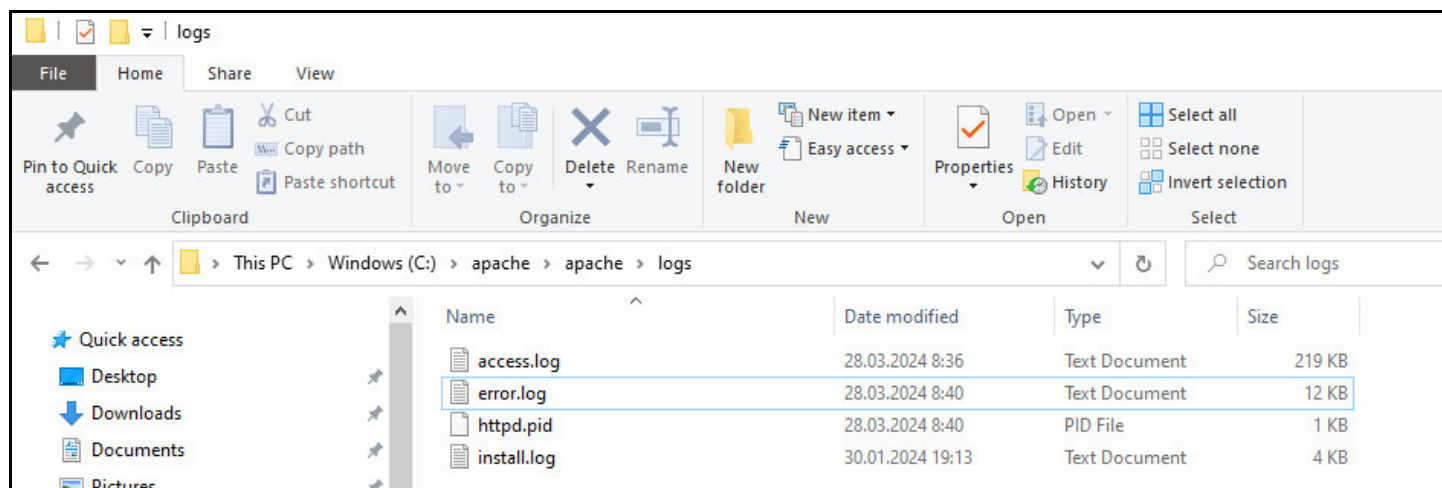 logs
File Home Share View
Pin to Quick access
Copy
Paste
Cut
Copy path
Paste shortcut
Clipboard
Move to
Copy to
Delete
Rename
Organize
New folder
New item
Easy access
New
Properties
Open
Edit
History
Open
Select all
Select none
Invert selection
Select
This PC > Windows (C:) > apache > apache > logs
Search logs
Quick access
Desktop
Downloads
Documents
Pictures
Name Date modified Type Size
access.log 28.03.2024 8:36 Text Document 219 KB
error.log 28.03.2024 8:40 Text Document 12 KB
httpd.pid 28.03.2024 8:40 PID File 1 KB
install.log 30.01.2024 19:13 Text Document 4 KB